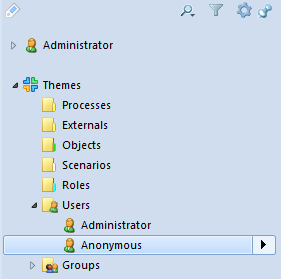 Administrator
Themes
Processes
Externals
Objects
Scenarios
Roles
Users
Administrator
Anonymous
Groups